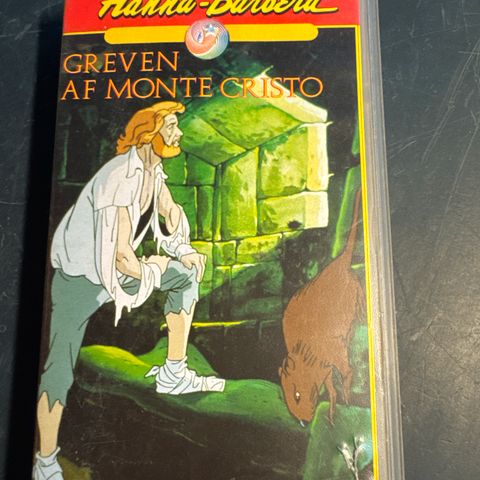 Hanna-Barbera
GREVEN
AF MONTE CRISTO